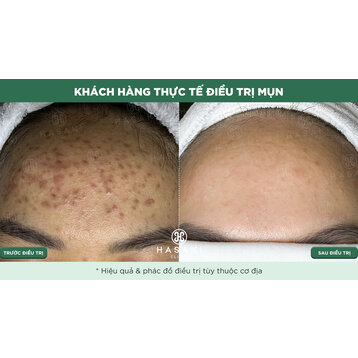 KHÁCH HÀNG THỰC TẾ ĐIỀU TRỊ MỤN
TRƯỚC ĐIỀU TRỊ
SAU ĐIỀU TRỊ
* Hiệu quả & phác đồ điều trị tùy thuộc cơ địa